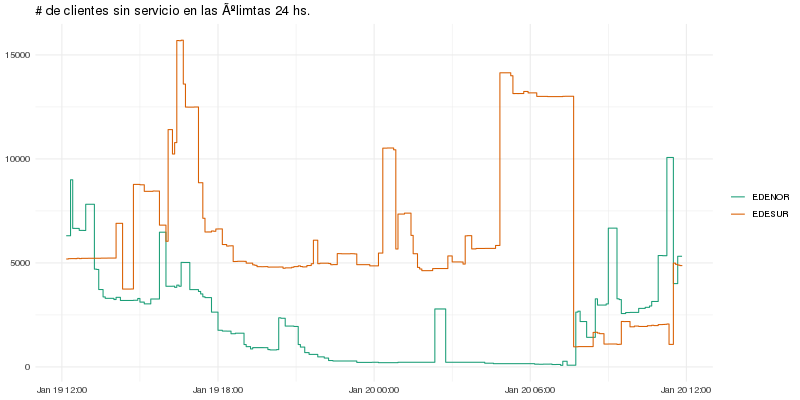 # de clientes sin servicio en las Ãºlimtas 24 hs.
15000
10000
5000
0
Jan 19 12:00 Jan 19 18:00 Jan 20 00:00 Jan 20 06:00 Jan 20 12:00
EDENOR
EDESUR